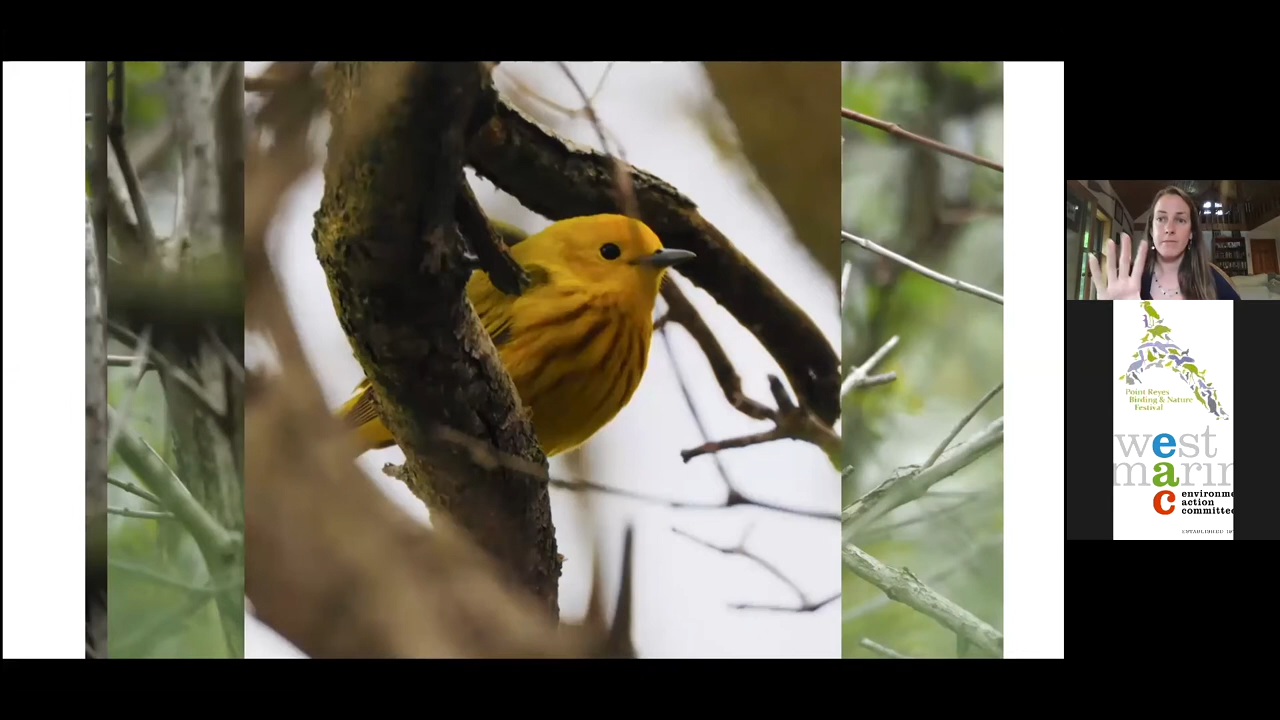 Point Reyes
Birding & Nature
Festival
west
marin
e
a
c
environme
action
committee